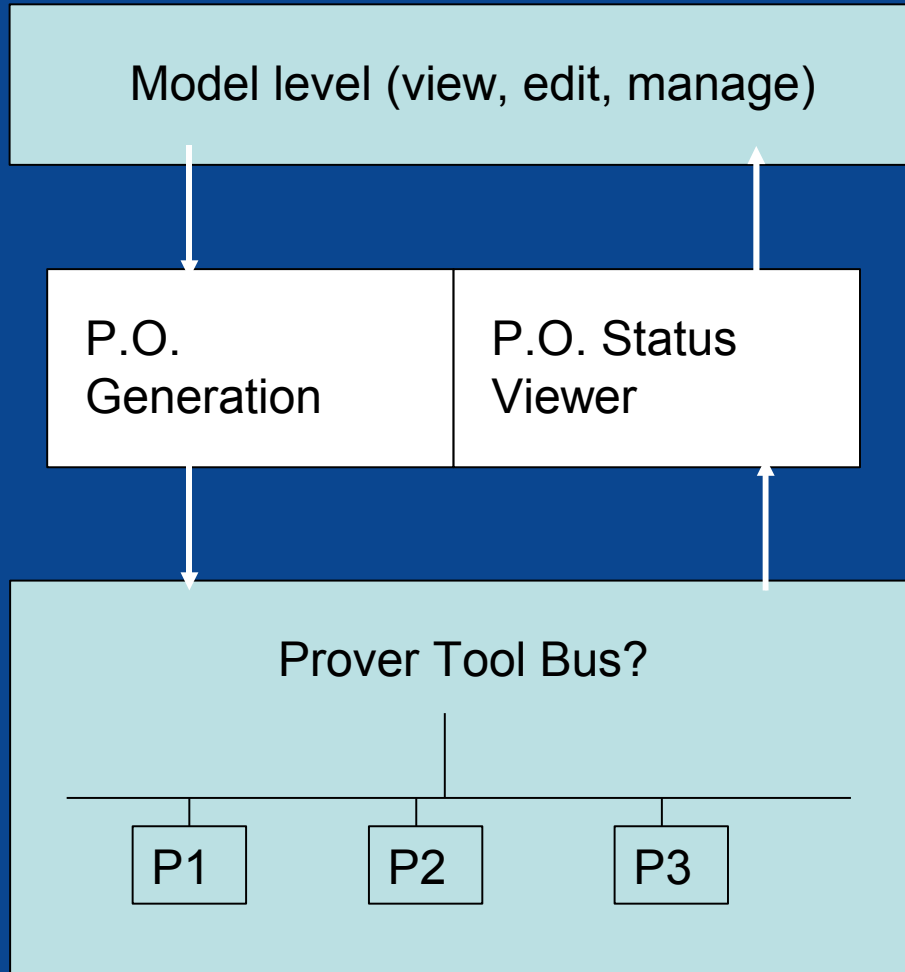 Model level (view, edit, manage)
P.O.
Generation
P.O. Status
Viewer
Prover Tool Bus?
P1
P2
P3